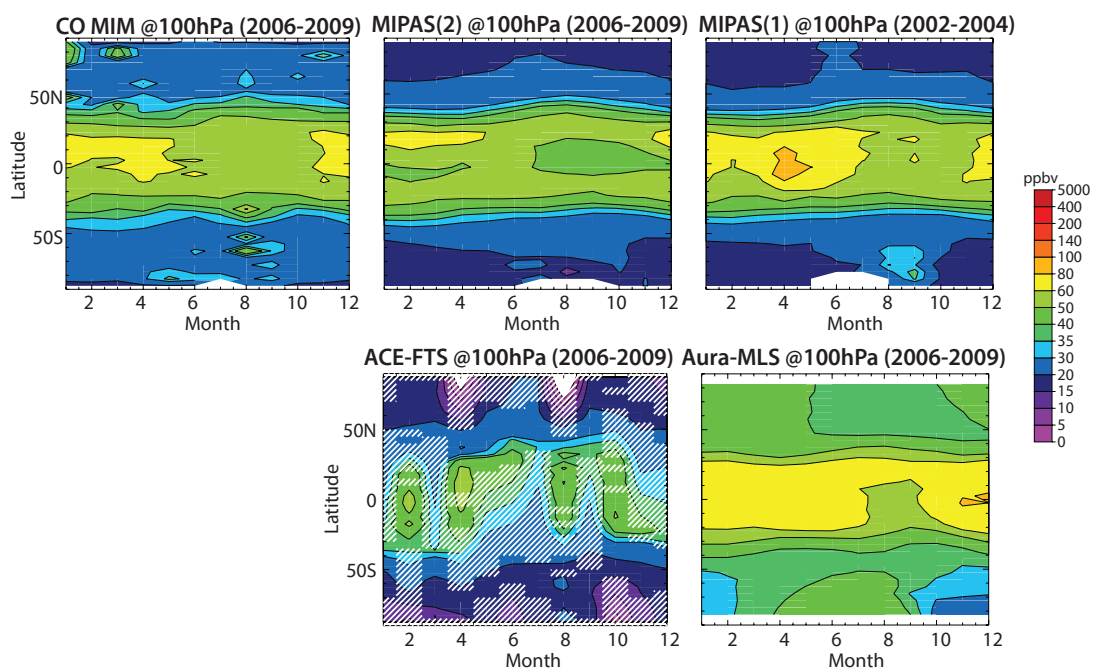 CO MIM @100hPa (2006-2009)
MIPAS(2) @100hPa (2006-2009)
MIPAS(1) @100hPa (2002-2004)
Latitude
50N
0
50S
2 4 6 8 10 12
Month
2 4 6 8 10 12
Month
2 4 6 8 10 12
Month
ppbv
5000
400
200
140
100
80
60
50
40
35
30
20
15
10
5
0
ACE-FTS @100hPa (2006-2009)
Aura-MLS @100hPa (2006-2009)
Latitude
50N
0
50S
2 4 6 8 10 12
Month
2 4 6 8 10 12
Month